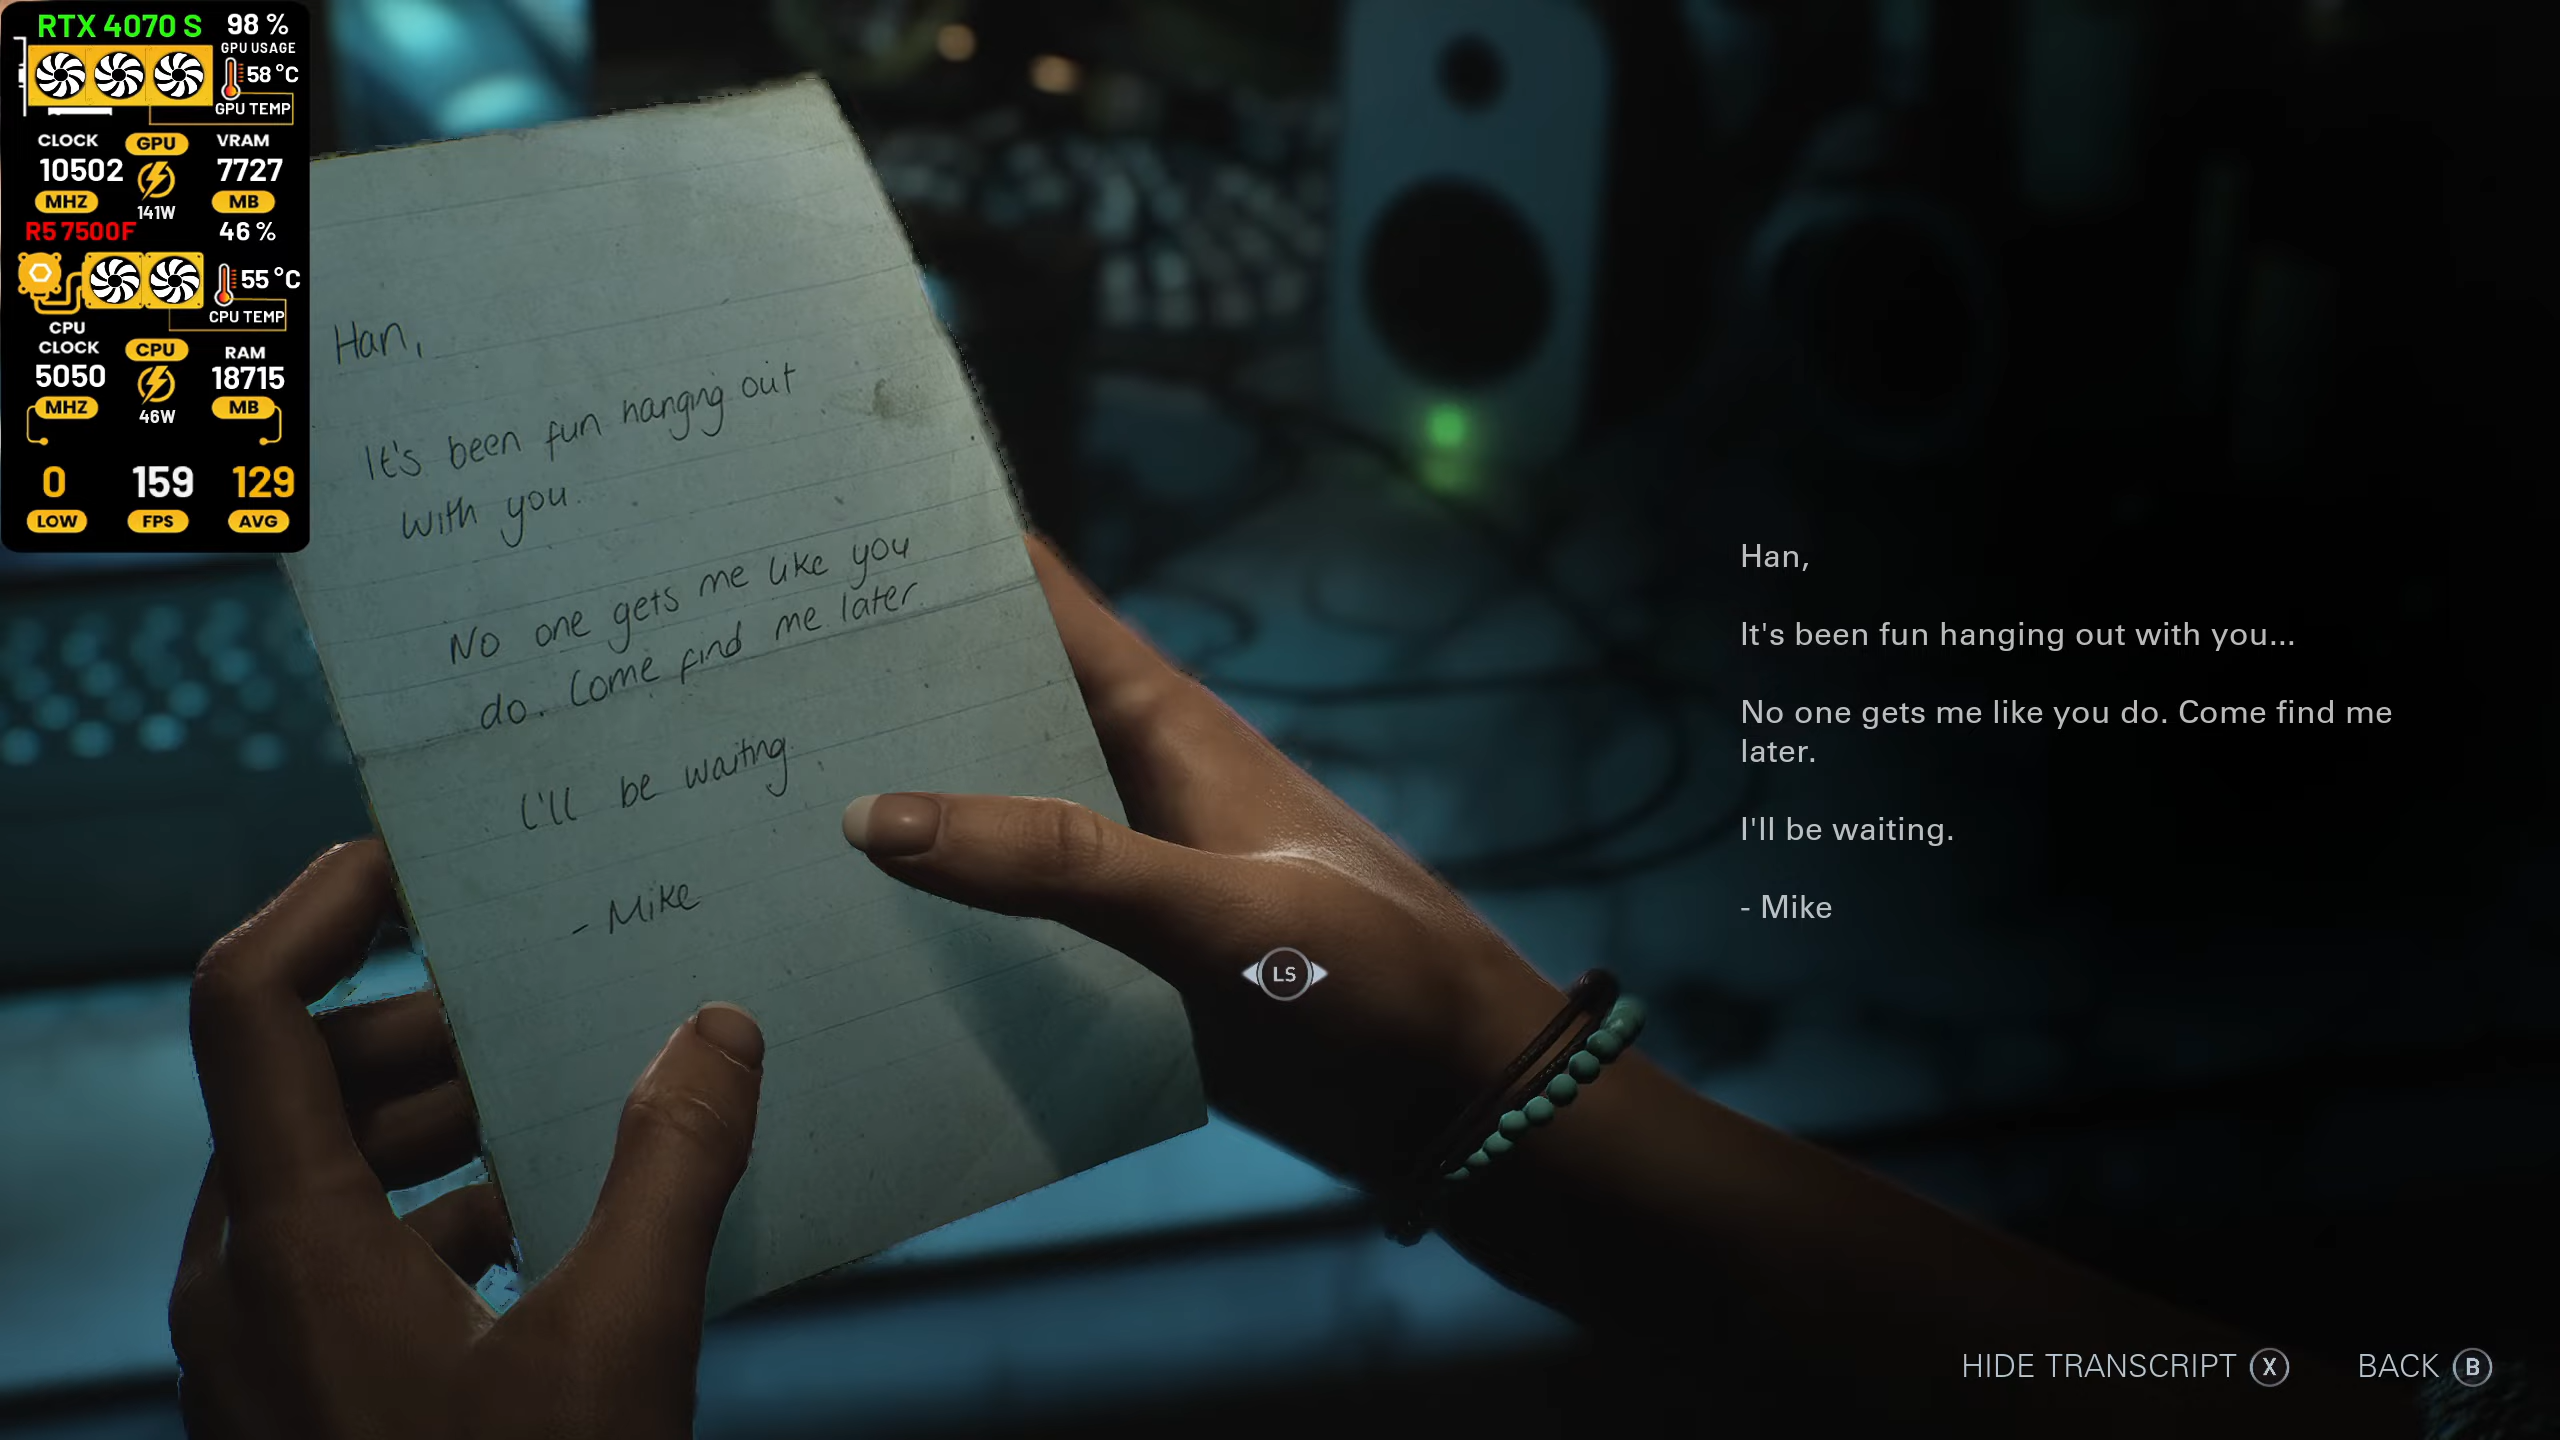 RTX 4070 S 98 %
GPU USAGE
58 °C
GPU TEMP
CLOCK GPU VRAM
10502 7727
MHZ 141W MB
R5 7500F 46 %
55 °C
CPU TEMP
CPU
CLOCK CPU RAM
5050 18715
MHZ 46W MB
0 159 129
LOW FPS AVG
Han,
It's been fun hanging out
with you.
No one gets me like you
do. Come find me later.
I'll be waiting
- Mike
Han,
It's been fun hanging out with you...
No one gets me like you do. Come find me
later.
I'll be waiting.
- Mike
LS
HIDE TRANSCRIPT X BACK B